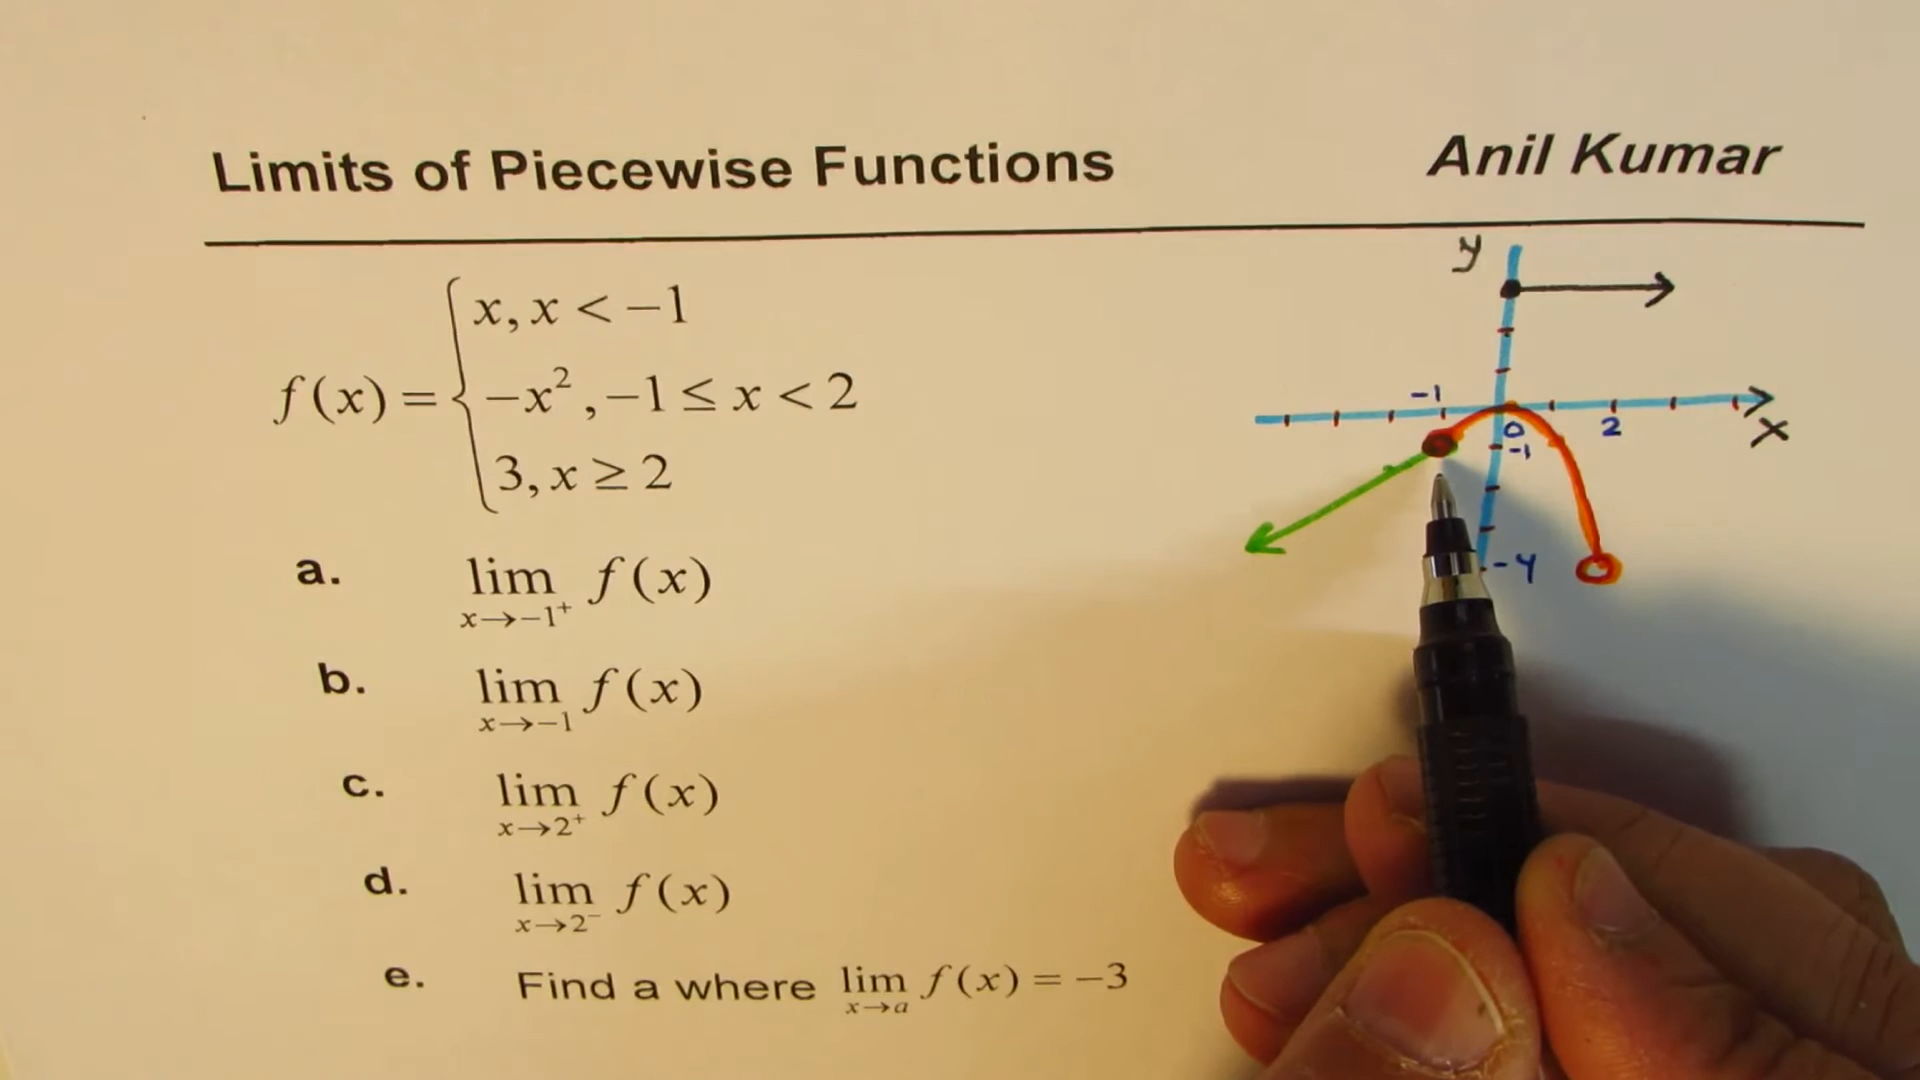 Limits of Piecewise Functions Anil Kumar
f(x) = { x, x < −1
−x², −1 ≤ x < 2
3, x ≥ 2
a. lim x→−1⁺ f(x)
b. lim x→−1 f(x)
c. lim x→2⁺ f(x)
d. lim x→2⁻ f(x)
e. Find a where lim x→a f(x) = −3
y
-1
0
2
x
-1
-4